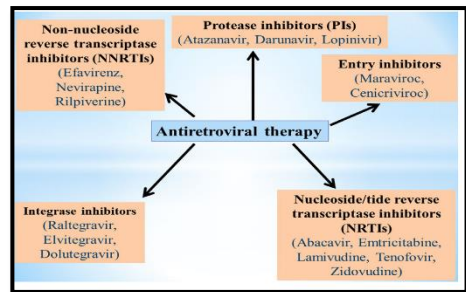 Non-nucleoside
reverse transcriptase
inhibitors (NNRTIs)
(Efavirenz,
Nevirapine,
Rilpiverine)
Protease inhibitors (PIs)
(Atazanavir, Darunavir, Lopinivir)
Entry inhibitors
(Maraviroc,
Cenicriviroc)
Antiretroviral therapy
Integrase inhibitors
(Raltegravir,
Elvitegravir,
Dolutegravir)
Nucleoside/tide reverse
transcriptase inhibitors
(NRTIs)
(Abacavir, Emtricitabine,
Lamivudine, Tenofovir,
Zidovudine)